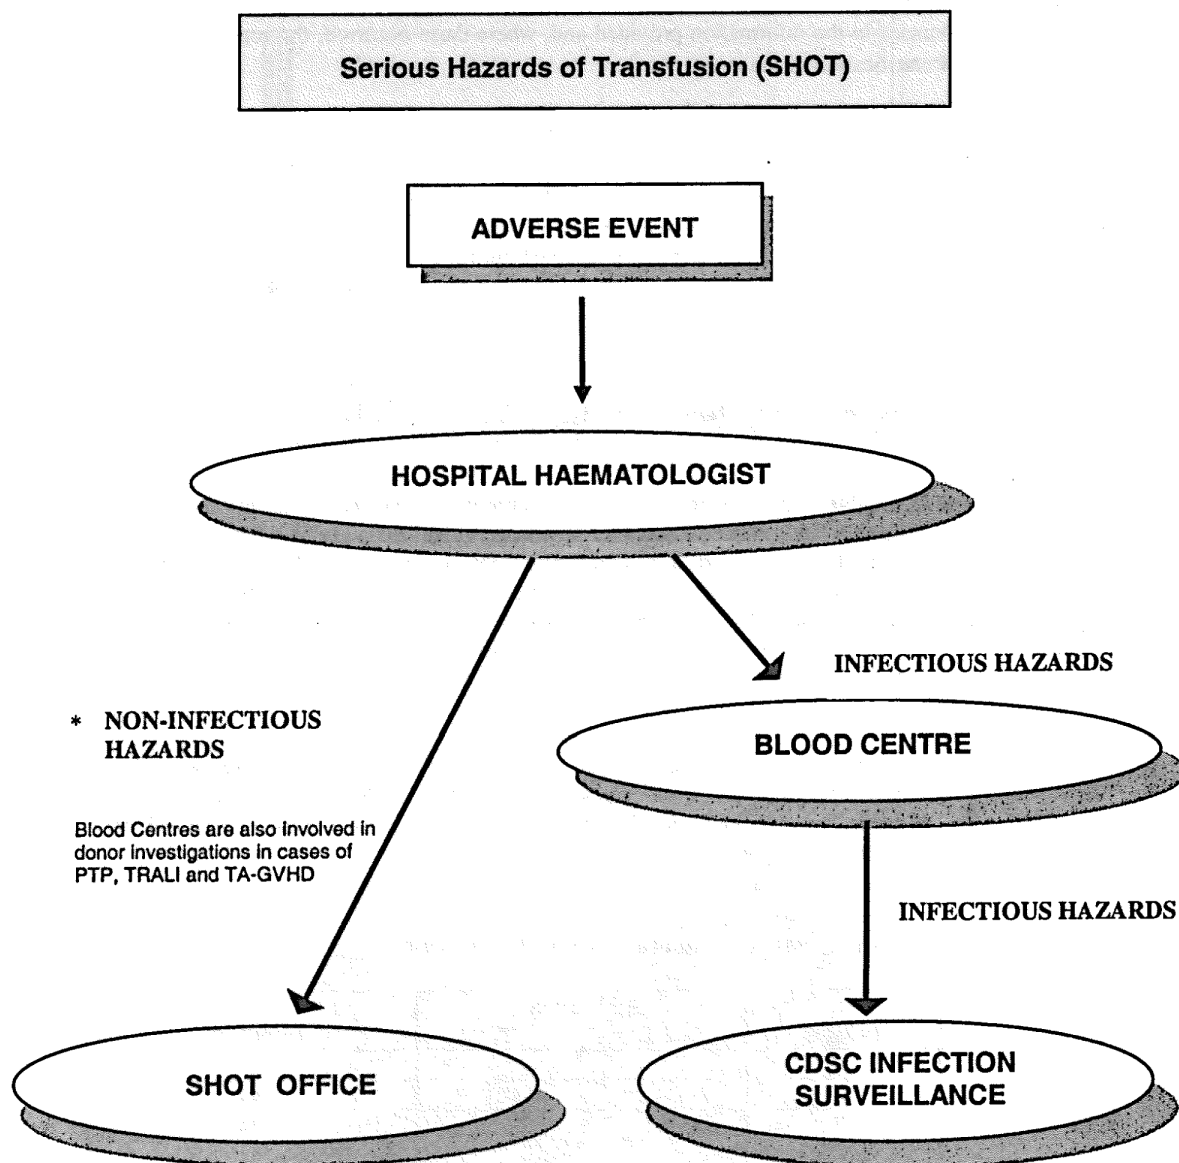 Serious Hazards of Transfusion (SHOT)
ADVERSE EVENT
HOSPITAL HAEMATOLOGIST
INFECTIOUS HAZARDS
* NON-INFECTIOUS
HAZARDS
BLOOD CENTRE
Blood Centres are also involved in
donor investigations in cases of
PTP, TRALI and TA-GVHD
INFECTIOUS HAZARDS
SHOT OFFICE
CDSC INFECTION
SURVEILLANCE